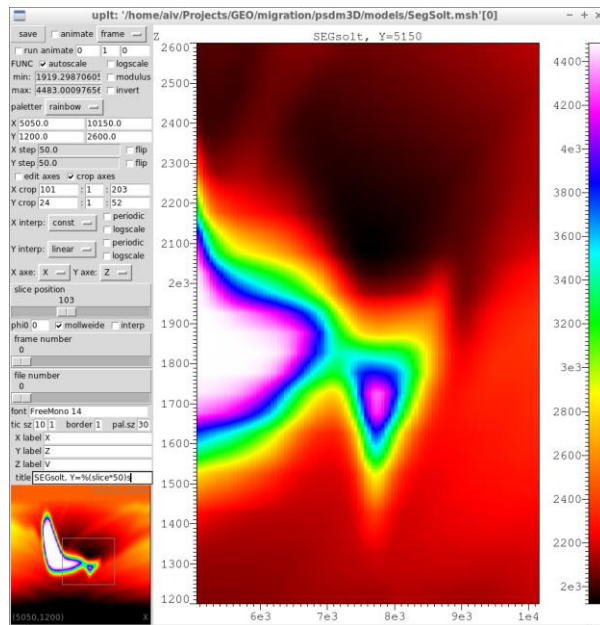 uplt: '/home/aiv/Projects/GEO/migration/psdm3D/models/SegSolt.msh'[0]
save animate frame
run animate 0 1 0
FUNC autoscale logscale
min: 1919.29870605 modulus
max: 4483.00097656 invert
paletter rainbow
X 5050.0 10150.0
Y 1200.0 2600.0
X step 50.0 flip
Y step 50.0 flip
edit axes crop axes
X crop 101 : 1 : 203
Y crop 24 : 1 : 52
X interp: const periodic
logscale
Y interp: linear periodic
logscale
X axe: X Y axe: Z
slice position
103
phi0 0 mollweide interp
frame number
0
file number
0
font FreeMono 14
tic sz 10 1 border 1 pal.sz 30
X label X
Y label Z
Z label V
title SEGsolt, Y=%(slice*50)s
(5050,1200) X
Z SEGsolt, Y=5150
2600
2500
2400
2300
2200
2100
2e3
1900
1800
1700
1600
1500
1400
1300
1200
6e3 7e3 8e3 9e3 1e4
4400
4200
4e3
3800
3600
3400
3200
3e3
2800
2600
2400
2200
2e3